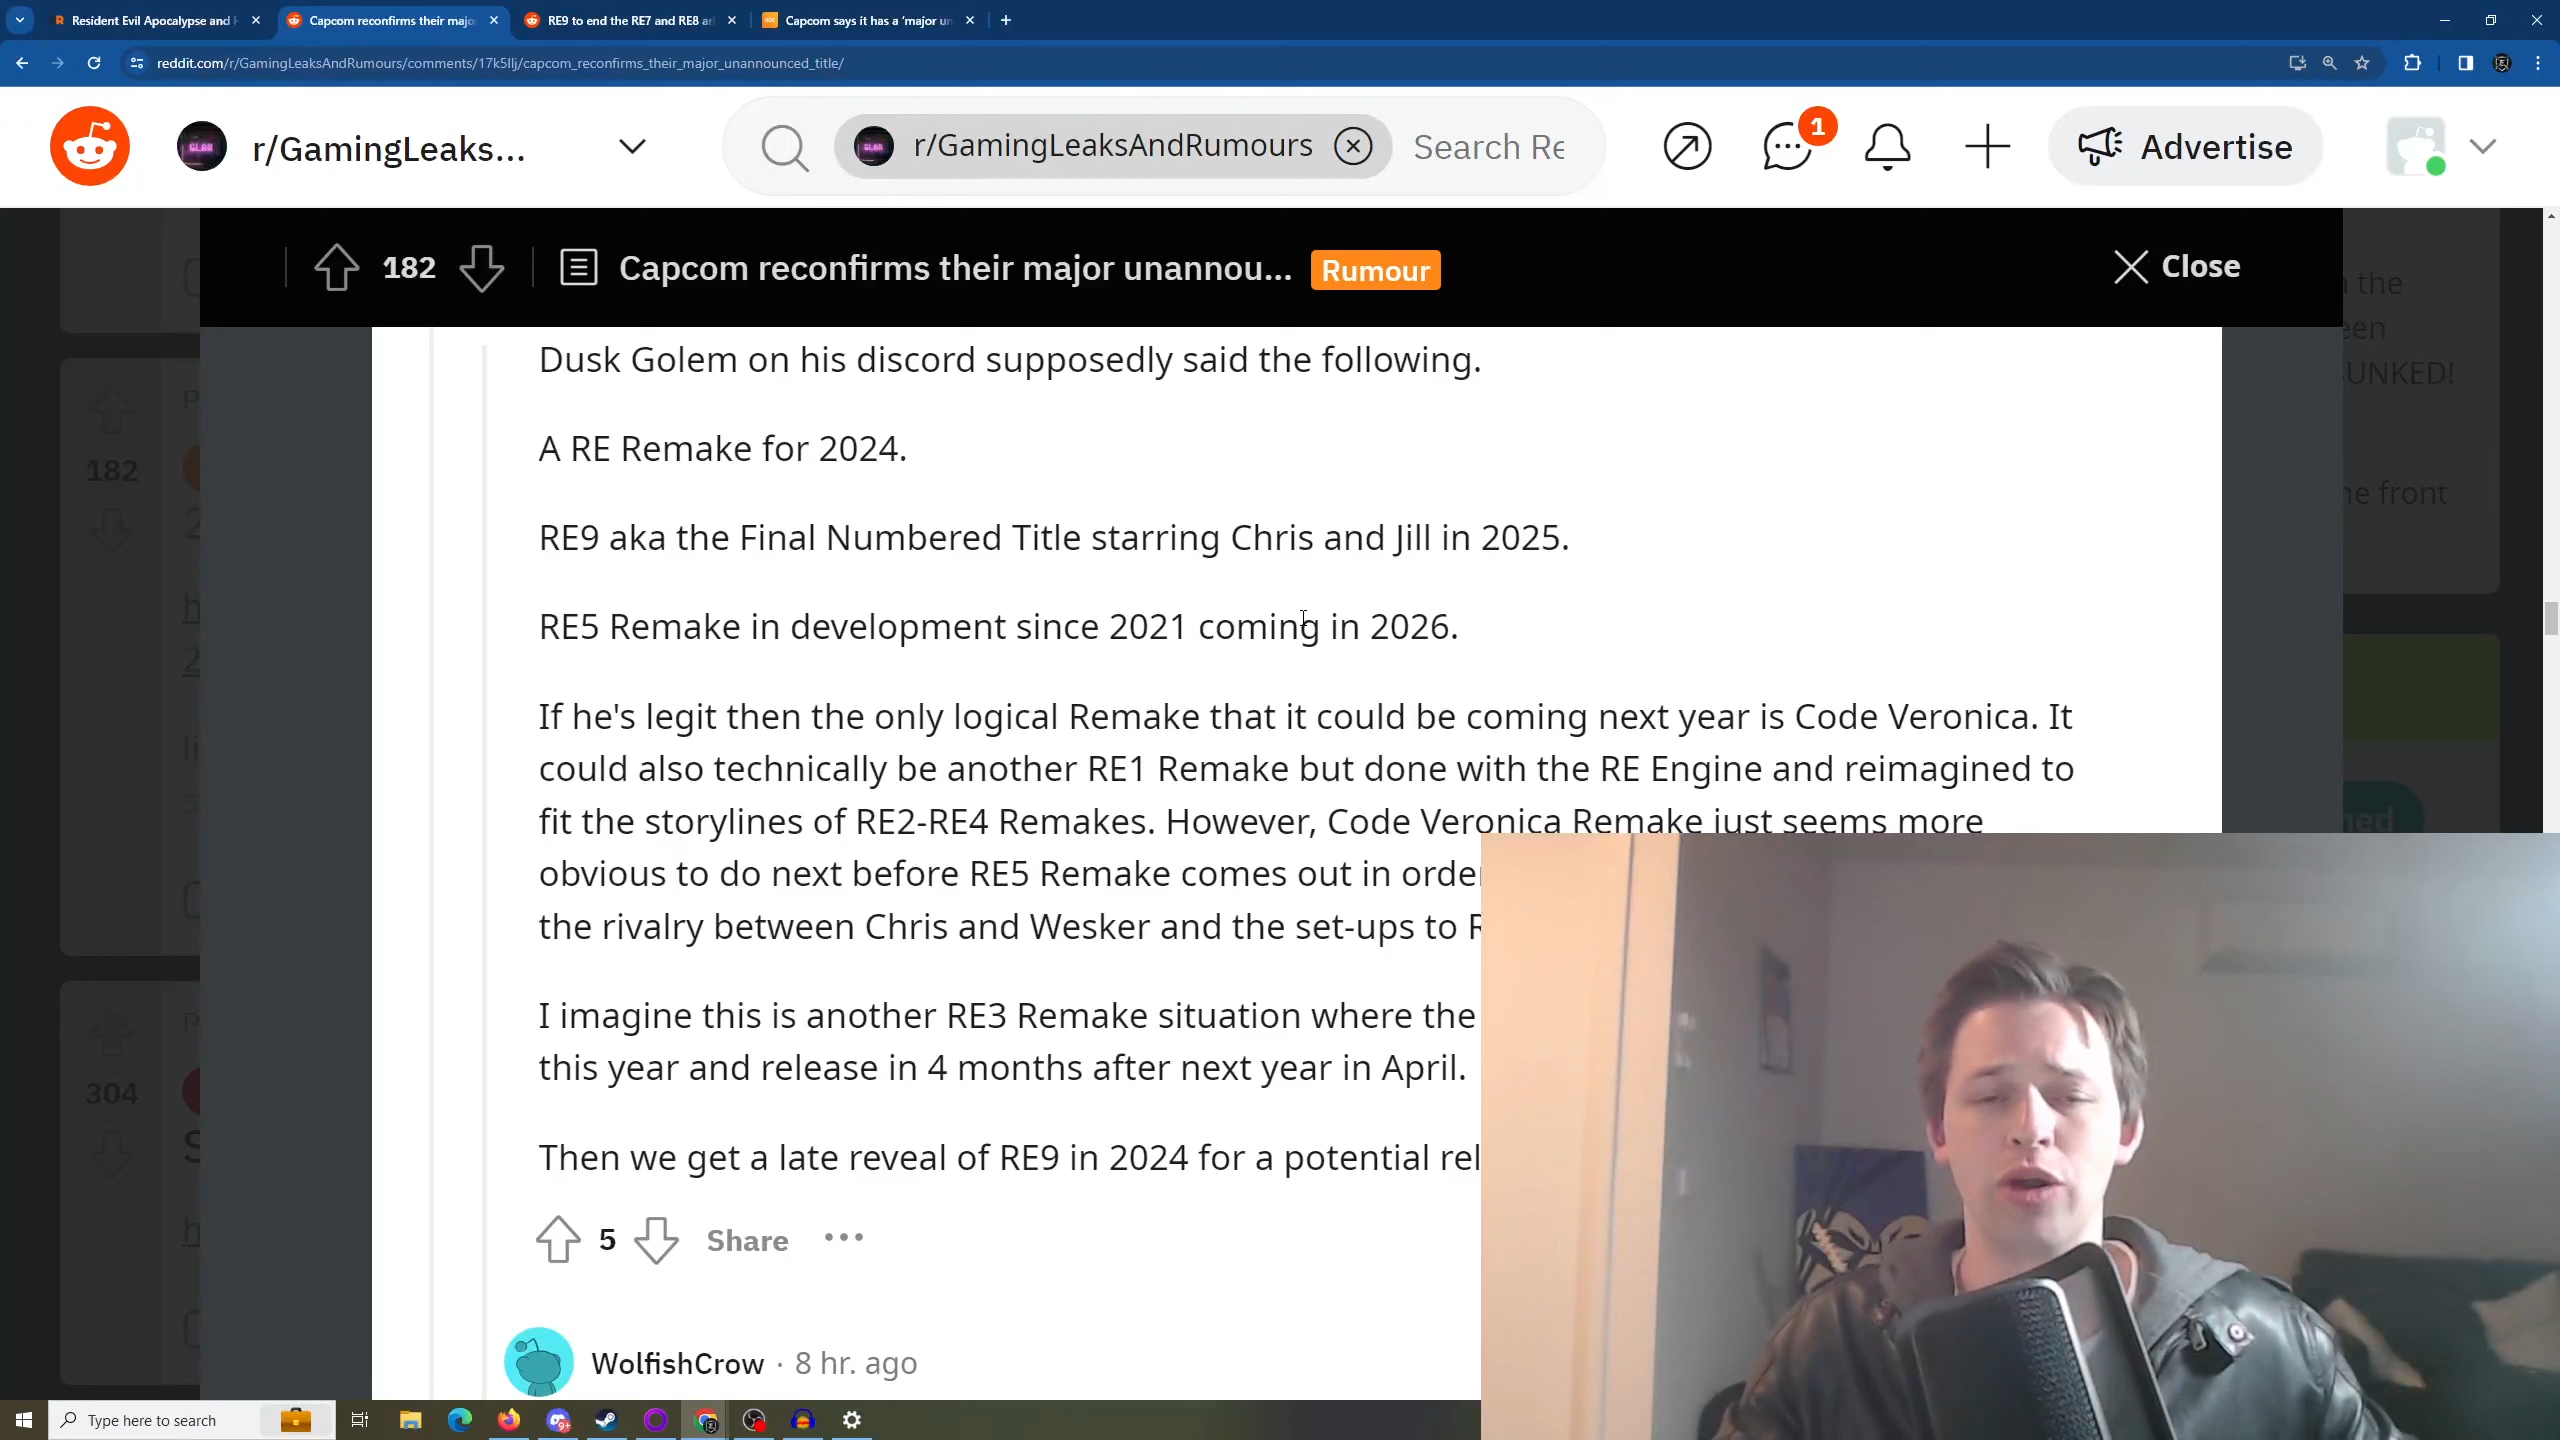 Resident Evil Apocalypse and
Capcom reconfirms their majo
RE9 to end the RE7 and RE8 ar
Capcom says it has a 'major un
reddit.com/r/GamingLeaksAndRumours/comments/17k5llj/capcom_reconfirms_their_major_unannounced_title/
r/GamingLeaks...
r/GamingLeaksAndRumours
Search Re
1
Advertise
182
Capcom reconfirms their major unannou...
Rumour
Close
the
een
UNKED!
182
he front
304
Dusk Golem on his discord supposedly said the following.
A RE Remake for 2024.
RE9 aka the Final Numbered Title starring Chris and Jill in 2025.
RE5 Remake in development since 2021 coming in 2026.
If he's legit then the only logical Remake that it could be coming next year is Code Veronica. It
could also technically be another RE1 Remake but done with the RE Engine and reimagined to
fit the storylines of RE2-RE4 Remakes. However, Code Veronica Remake just seems more
obvious to do next before RE5 Remake comes out in order
the rivalry between Chris and Wesker and the set-ups to R
I imagine this is another RE3 Remake situation where the
this year and release in 4 months after next year in April.
Then we get a late reveal of RE9 in 2024 for a potential rel
5
Share
WolfishCrow · 8 hr. ago
Type here to search